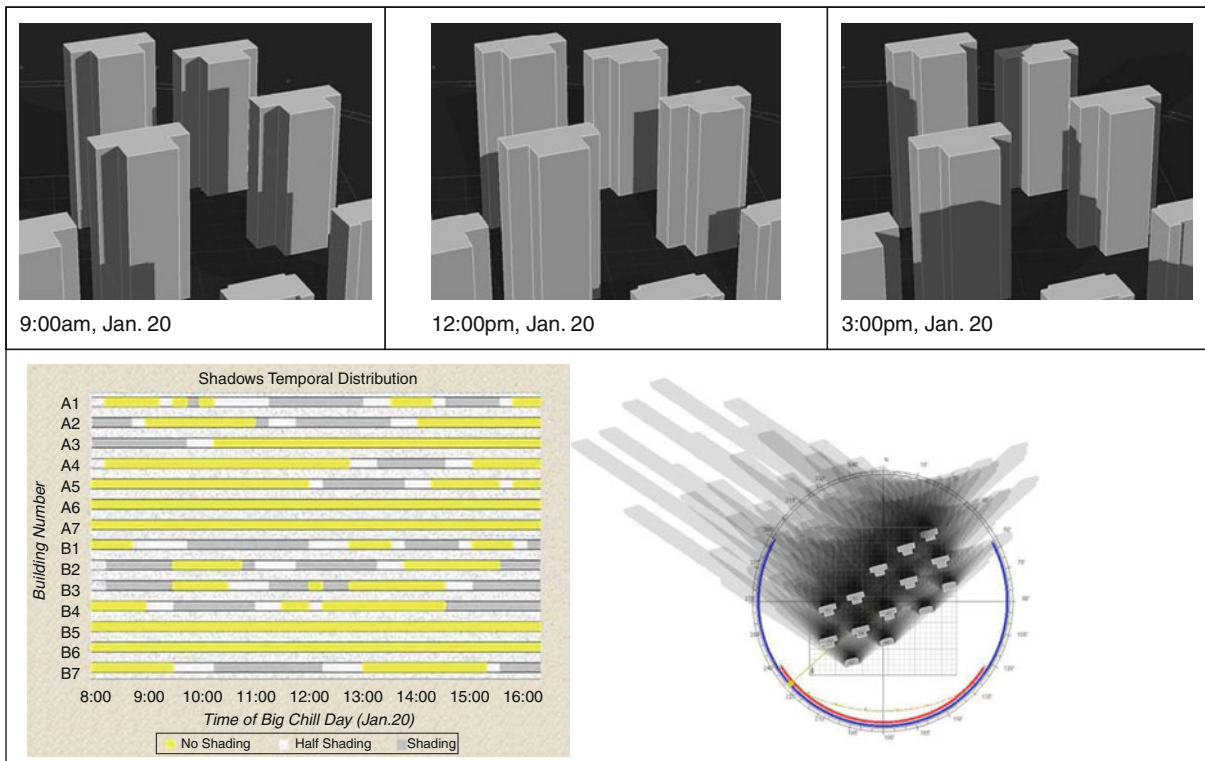 9:00am, Jan. 20
12:00pm, Jan. 20
3:00pm, Jan. 20
Shadows Temporal Distribution
Building Number
A1
A2
A3
A4
A5
A6
A7
B1
B2
B3
B4
B5
B6
B7
8:00 9:00 10:00 11:00 12:00 13:00 14:00 15:00 16:00
Time of Big Chill Day (Jan.20)
No Shading Half Shading Shading